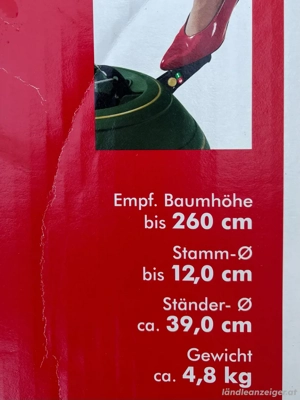 Empf. Baumhöhe
bis 260 cm
Stamm-Ø
bis 12,0 cm
Ständer- Ø
ca. 39,0 cm
Gewicht
ca. 4,8 kg
ländleanzeiger.at